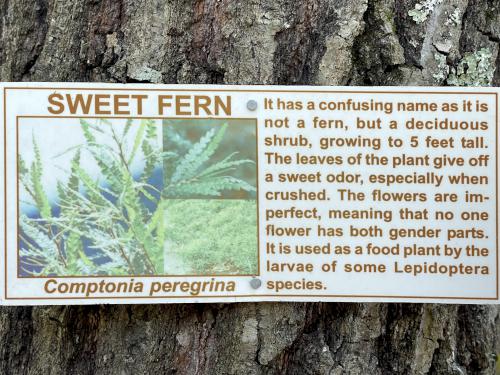 SWEET FERN
Comptonia peregrina
It has a confusing name as it is
not a fern, but a deciduous
shrub, growing to 5 feet tall.
The leaves of the plant give off
a sweet odor, especially when
crushed. The flowers are im-
perfect, meaning that no one
flower has both gender parts.
It is used as a food plant by the
larvae of some Lepidoptera
species.